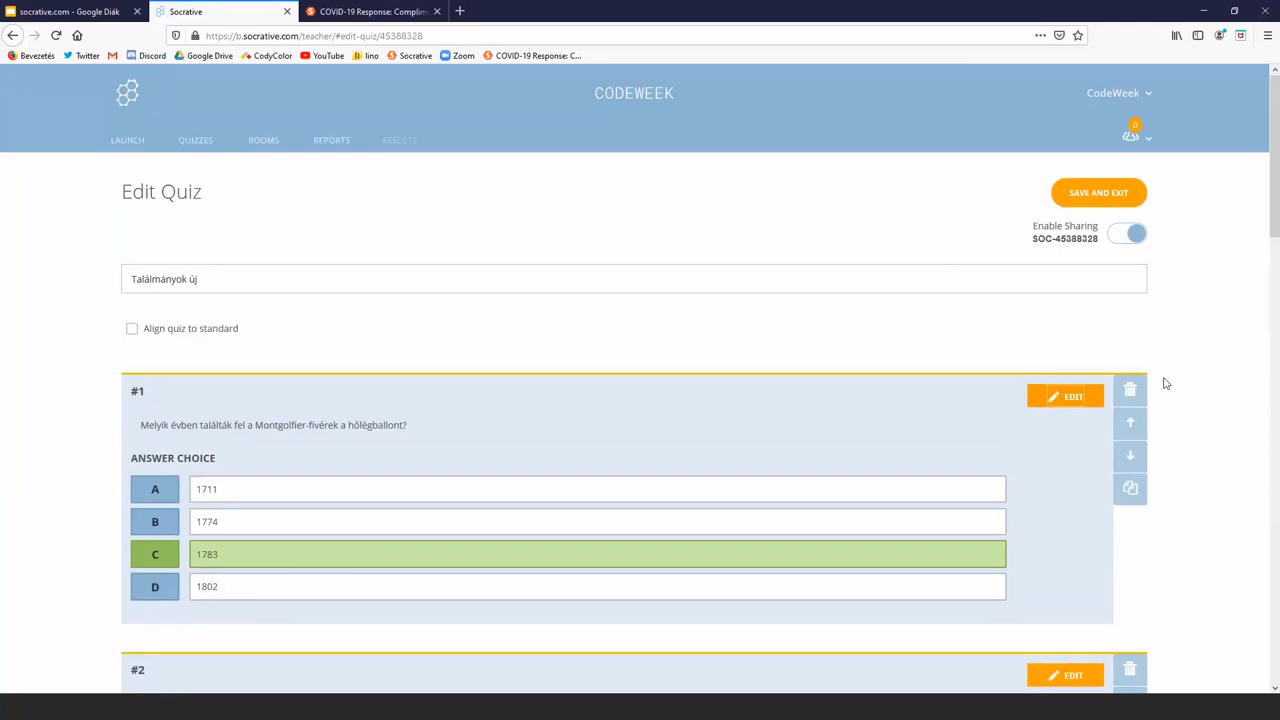 socrative.com - Google Diák
Socrative
COVID-19 Response: Complim
https://b.socrative.com/teacher/#edit-quiz/45388328
Bevezetés
Twitter
Discord
Google Drive
CodyColor
YouTube
lino
Socrative
Zoom
COVID-19 Response: C...
CODEWEEK
CodeWeek
LAUNCH
QUIZZES
ROOMS
REPORTS
RESULTS
0
Edit Quiz
SAVE AND EXIT
Enable Sharing
SOC-45388328
Találmányok új
Align quiz to standard
#1
EDIT
Melyik évben találták fel a Montgolfier-fivérek a hőlégballont?
ANSWER CHOICE
A
1711
B
1774
C
1783
D
1802
#2
EDIT